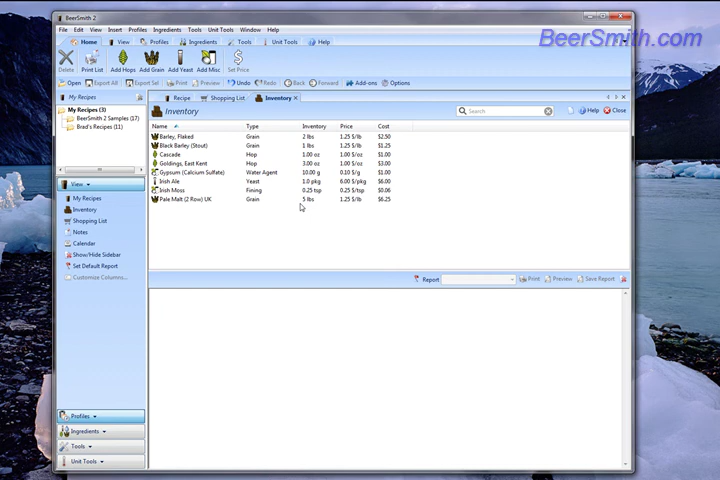 BeerSmith 2
BeerSmith.com
File Edit View Insert Profiles Ingredients Tools Unit Tools Window Help
Home View Profiles Ingredients Tools Unit Tools Help
Delete Print List Add Hops Add Grain Add Yeast Add Misc Set Price
Open Export All Export Sel Print Preview Undo Redo Back Forward Add-ons Options
My Recipes
Recipe Shopping List Inventory
My Recipes (3)
BeerSmith 2 Samples (17)
Brad's Recipes (11)
Inventory Search Help Close
Name Type Inventory Price Cost
Barley, Flaked Grain 2 lbs 1.25 $/lb $2.50
Black Barley (Stout) Grain 1 lbs 1.25 $/lb $1.25
Cascade Hop 1.00 oz 1.00 $/oz $1.00
Goldings, East Kent Hop 3.00 oz 1.00 $/oz $3.00
Gypsum (Calcium Sulfate) Water Agent 10.00 g 0.10 $/g $1.00
Irish Ale Yeast 1.0 pkg 6.00 $/pkg $6.00
Irish Moss Fining 0.25 tsp 0.25 $/tsp $0.06
Pale Malt (2 Row) UK Grain 5 lbs 1.25 $/lb $6.25
View
My Recipes
Inventory
Shopping List
Notes
Calendar
Show/Hide Sidebar
Set Default Report
Customize Columns...
Report Print Preview Save Report
Profiles
Ingredients
Tools
Unit Tools